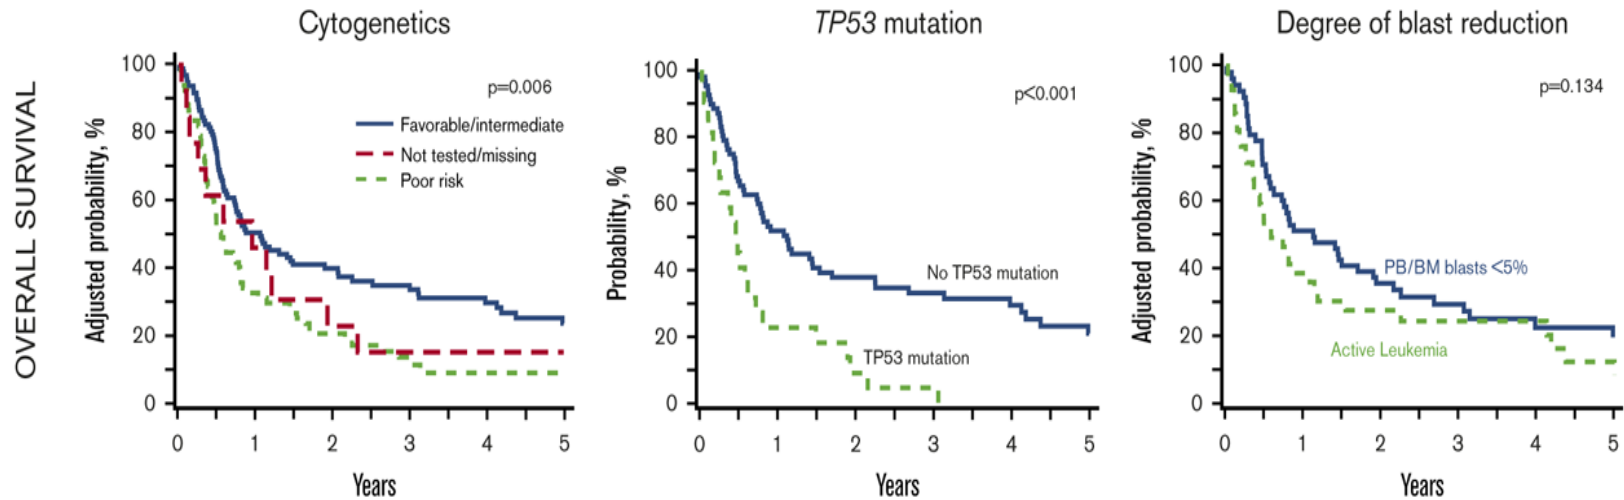 Cytogenetics
TP53 mutation
Degree of blast reduction
OVERALL SURVIVAL
Adjusted probability, %
100
80
60
40
20
0
p=0.006
Favorable/intermediate
Not tested/missing
Poor risk
0 1 2 3 4 5
Years
Probability, %
100
80
60
40
20
0
p<0.001
No TP53 mutation
TP53 mutation
0 1 2 3 4 5
Years
Adjusted probability, %
100
80
60
40
20
0
p=0.134
PB/BM blasts <5%
Active Leukemia
0 1 2 3 4 5
Years